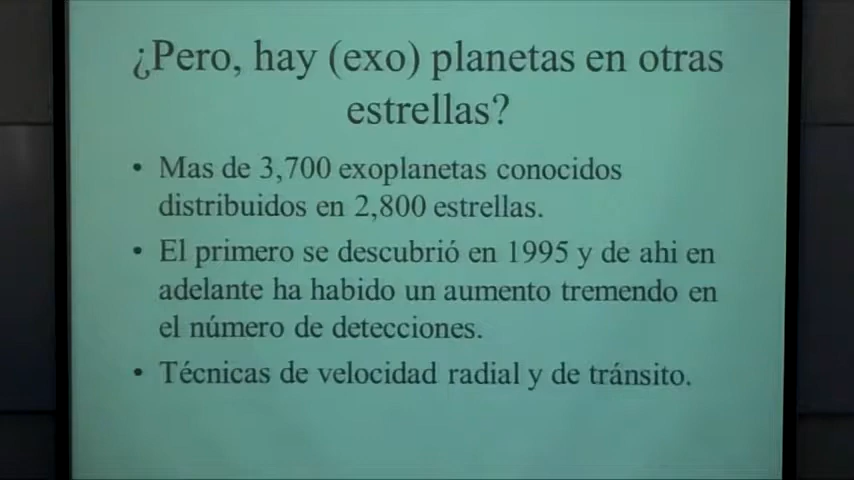 ¿Pero, hay (exo) planetas en otras
estrellas?
• Mas de 3,700 exoplanetas conocidos
distribuidos en 2,800 estrellas.
• El primero se descubrió en 1995 y de ahi en
adelante ha habido un aumento tremendo en
el número de detecciones.
• Técnicas de velocidad radial y de tránsito.